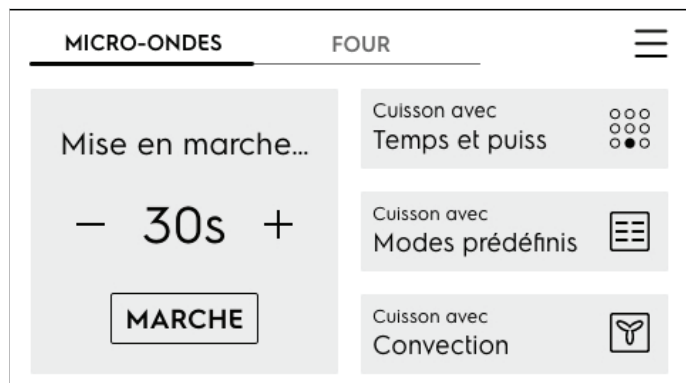 MICRO-ONDES
FOUR
Mise en marche...
– 30s +
MARCHE
Cuisson avec
Temps et puiss
Cuisson avec
Modes prédéfinis
Cuisson avec
Convection